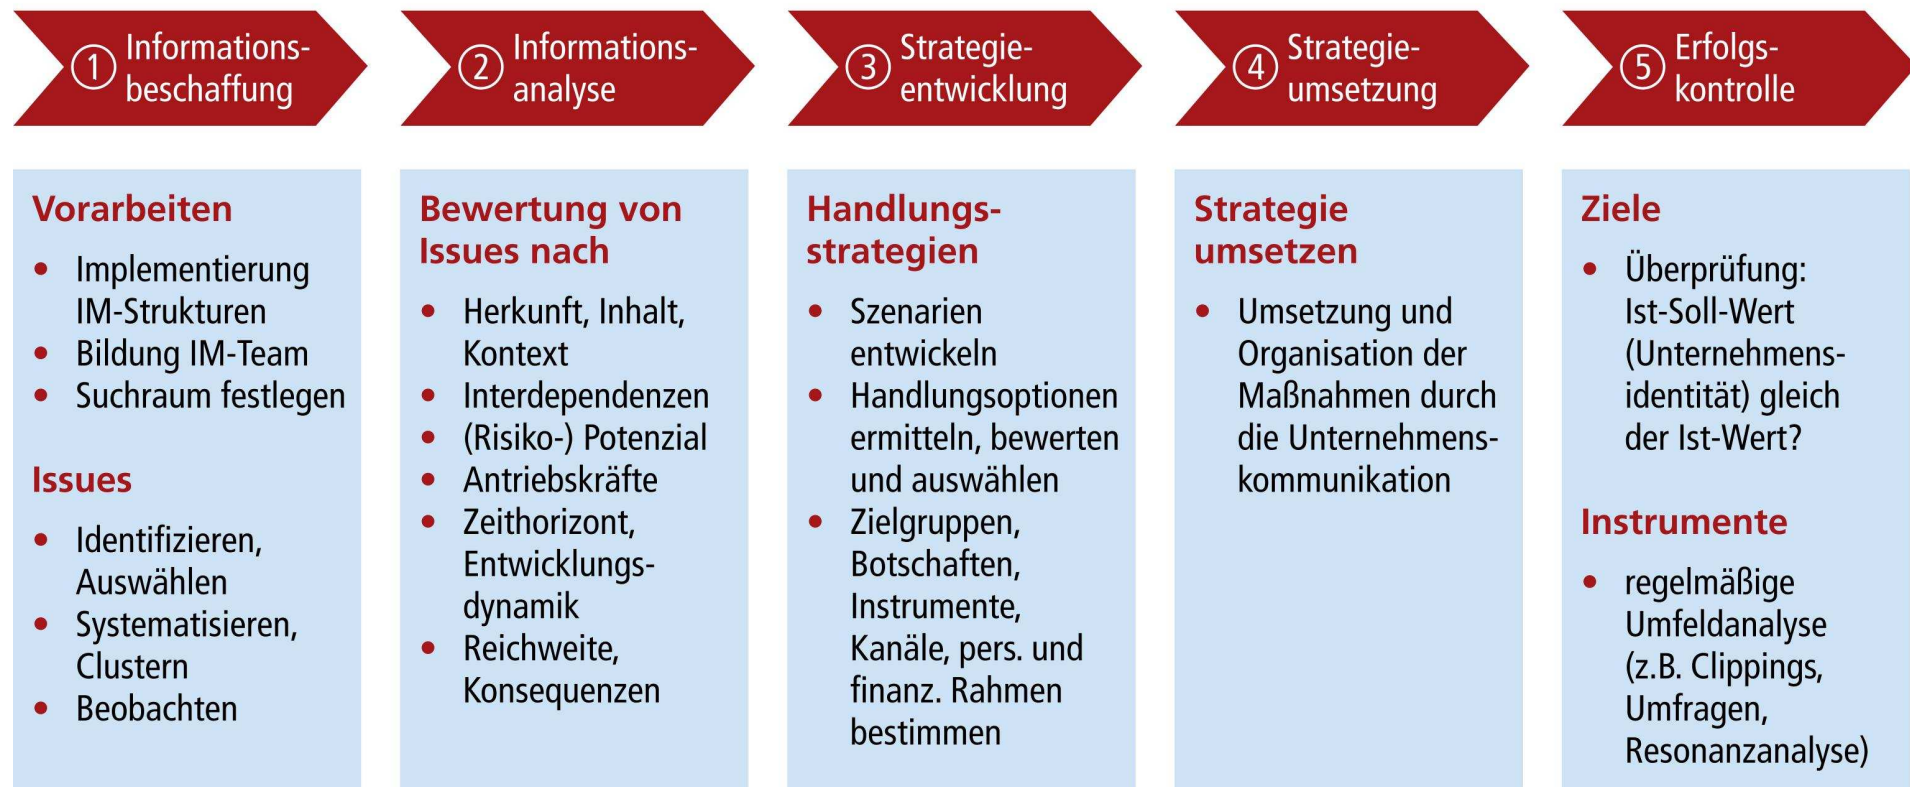 ① Informations-
beschaffung
② Informations-
analyse
③ Strategie-
entwicklung
④ Strategie-
umsetzung
⑤ Erfolgs-
kontrolle
Vorarbeiten
• Implementierung
IM-Strukturen
• Bildung IM-Team
• Suchraum festlegen
Issues
• Identifizieren,
Auswählen
• Systematisieren,
Clustern
• Beobachten
Bewertung von
Issues nach
• Herkunft, Inhalt,
Kontext
• Interdependenzen
• (Risiko-) Potenzial
• Antriebskräfte
• Zeithorizont,
Entwicklungs-
dynamik
• Reichweite,
Konsequenzen
Handlungs-
strategien
• Szenarien
entwickeln
• Handlungsoptionen
ermitteln, bewerten
und auswählen
• Zielgruppen,
Botschaften,
Instrumente,
Kanäle, pers. und
finanz. Rahmen
bestimmen
Strategie
umsetzen
• Umsetzung und
Organisation der
Maßnahmen durch
die Unternehmens-
kommunikation
Ziele
• Überprüfung:
Ist-Soll-Wert
(Unternehmens-
identität) gleich
der Ist-Wert?
Instrumente
• regelmäßige
Umfeldanalyse
(z.B. Clippings,
Umfragen,
Resonanzanalyse)